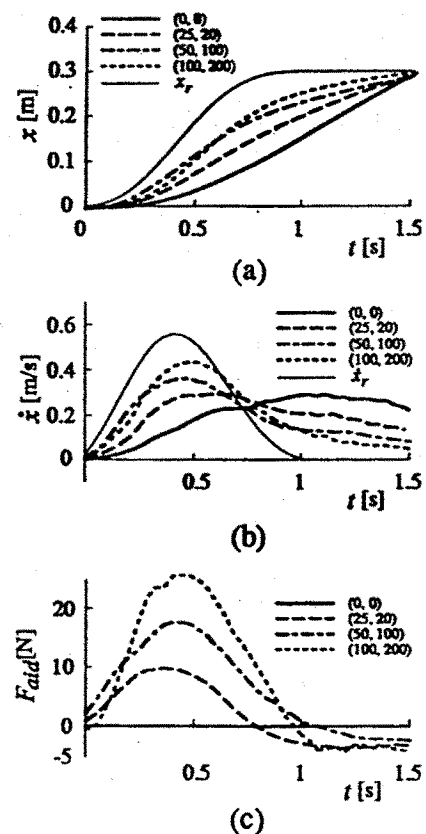 (0, 0)
(25, 20)
(50, 100)
(100, 200)
x_r
x [m]
0.4
0.3
0.2
0.1
0
0 0.5 1 1.5
t [s]
(a)
(0, 0)
(25, 20)
(50, 100)
(100, 200)
ẋ_r
ẋ [m/s]
0.6
0.4
0.2
0
0.5 1 1.5
t [s]
(b)
(0, 0)
(25, 20)
(50, 100)
(100, 200)
F_aid[N]
20
10
0
-5
0.5 1 1.5
t [s]
(c)